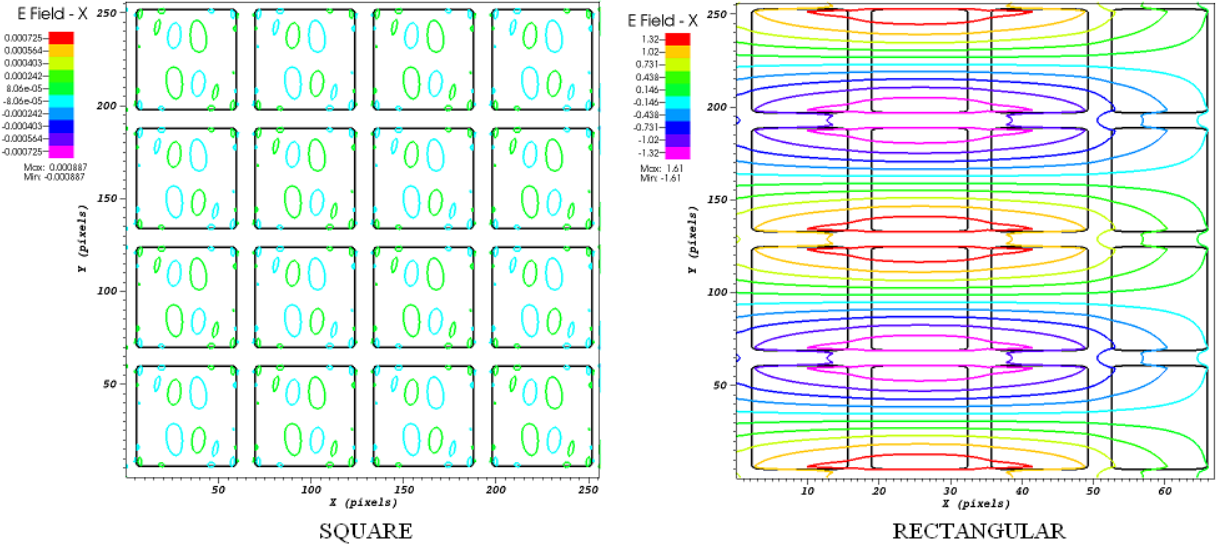 E Field - X
0.000725
0.000564
0.000403
0.000242
8.06e-05
-8.06e-05
-0.000242
-0.000403
-0.000564
-0.000725
Max: 0.000887
Min: -0.000887
250
200
150
100
50
Y (pixels)
50 100 150 200 250
X (pixels)
SQUARE
E Field - X
1.32
1.02
0.731
0.438
0.146
-0.146
-0.438
-0.731
-1.02
-1.32
Max: 1.61
Min: -1.61
250
200
150
100
50
Y (pixels)
10 20 30 40 50 60
X (pixels)
RECTANGULAR